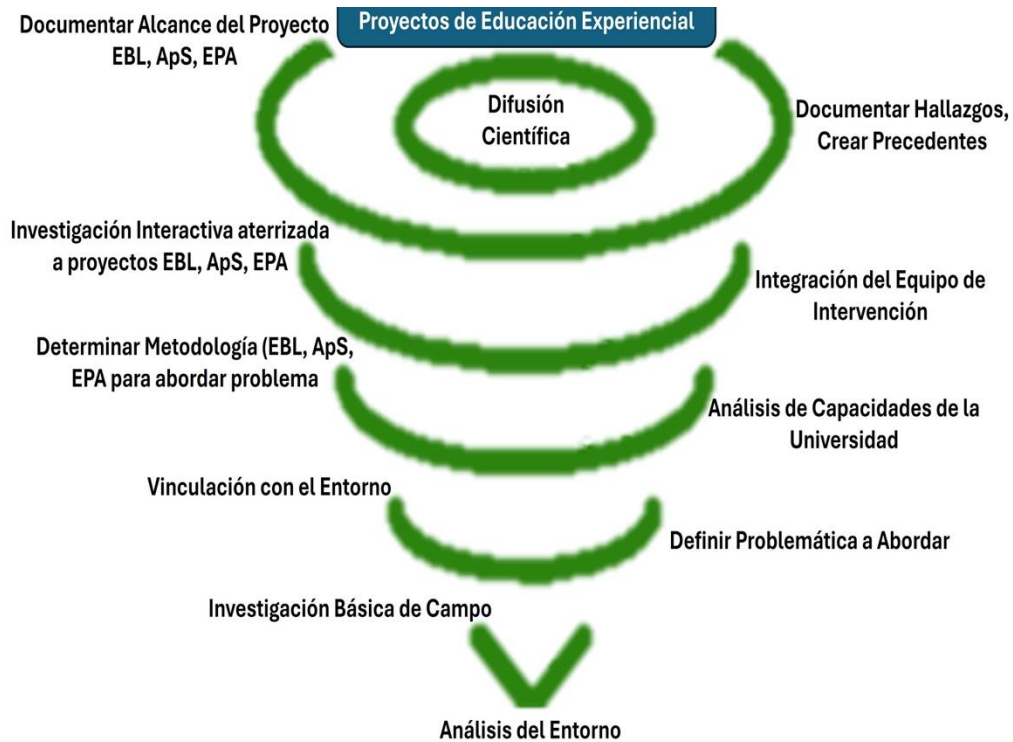 Proyectos de Educación Experiencial
Documentar Alcance del Proyecto
EBL, ApS, EPA
Difusión
Científica
Documentar Hallazgos,
Crear Precedentes
Investigación Interactiva aterrizada
a proyectos EBL, ApS, EPA
Integración del Equipo de
Intervención
Determinar Metodología (EBL, ApS,
EPA para abordar problema
Análisis de Capacidades de la
Universidad
Vinculación con el Entorno
Definir Problemática a Abordar
Investigación Básica de Campo
Análisis del Entorno